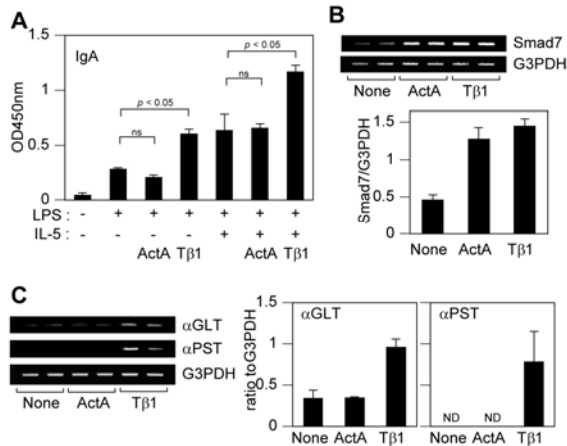 A
IgA
OD450nm
1.5
1
0.5
0
p < 0.05
ns
p < 0.05
ns
LPS : - + + + + + +
IL-5 : - - - - + + +
ActA Tβ1 ActA Tβ1
B
Smad7
G3PDH
None ActA Tβ1
Smad7/G3PDH
1.5
1
0.5
0
None ActA Tβ1
C
αGLT
αPST
G3PDH
None ActA Tβ1
ratio toG3PDH
1.5
1
0.5
0
αGLT
None ActA Tβ1
αPST
ND ND
None ActA Tβ1